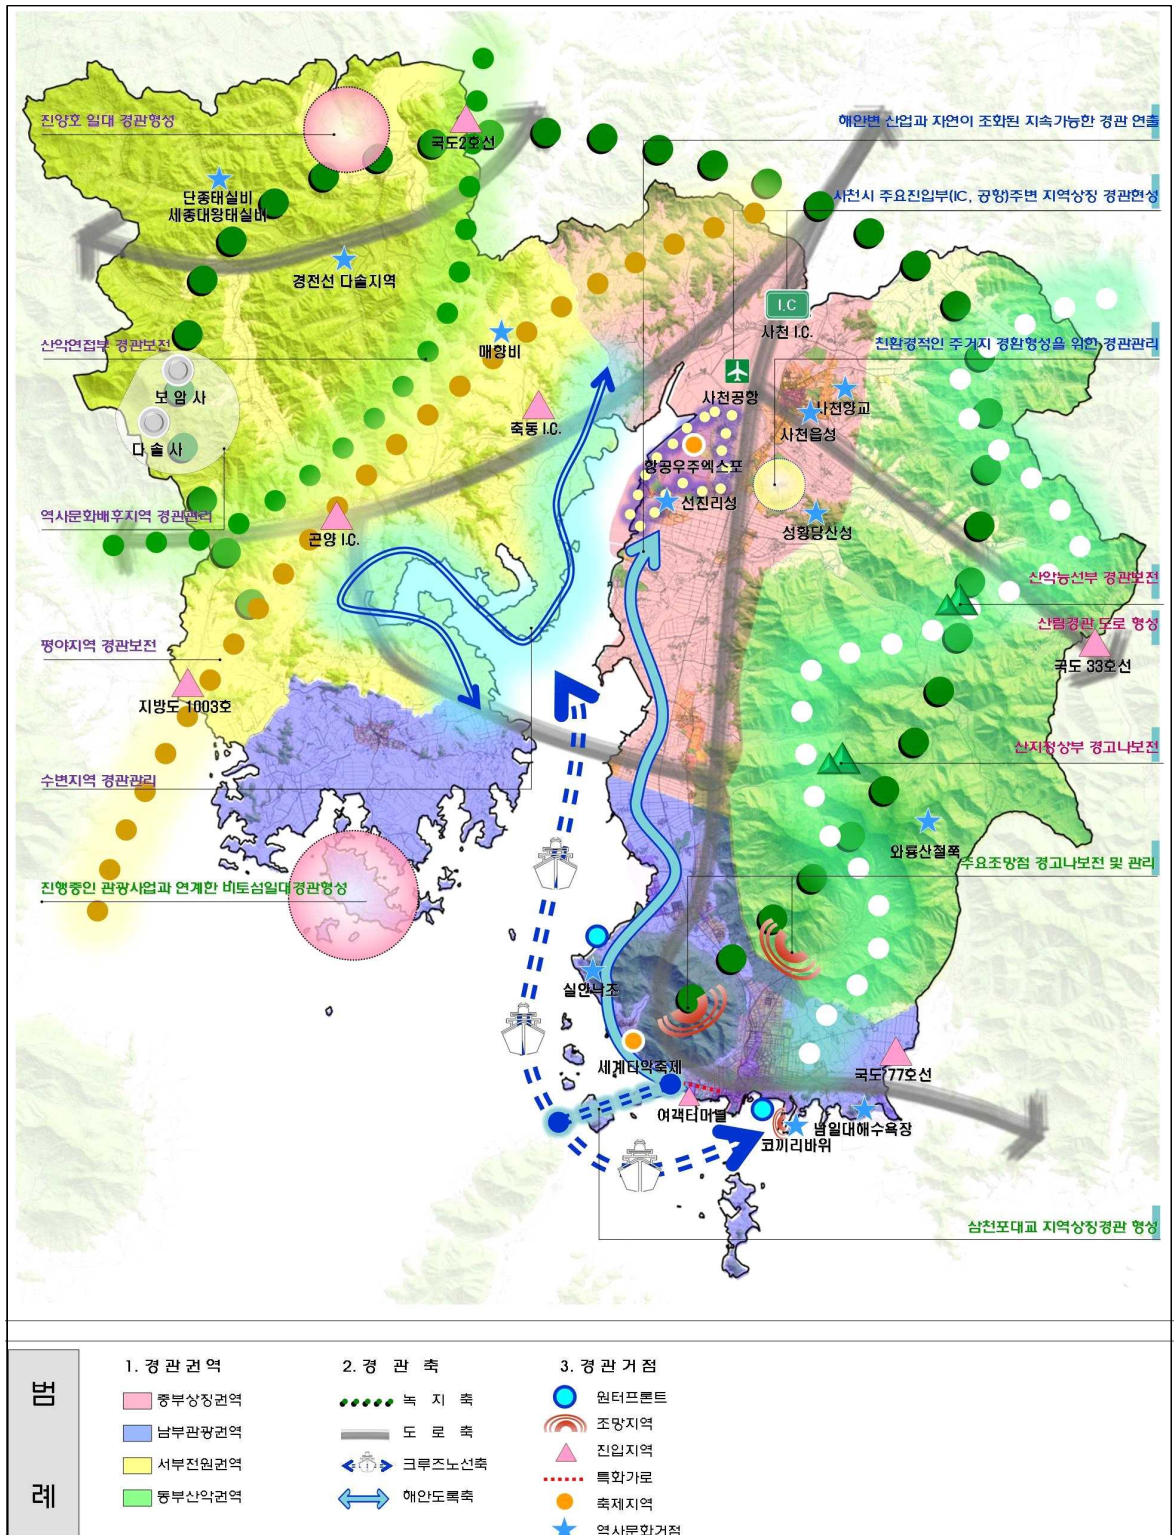 진양호 일대 경관형성
국도2호선
해안변 산업과 자연이 조화된 지속가능한 경관 연출
단종태실비
세종대왕태실비
사천시 주요진입부(IC, 공항)주변 지역상징 경관현성
경전선 다솔지역
I.C
사천 I.C.
매향비
산악연접부 경관보전
친환경적인 주거지 경환형성을 위한 경관관리
보 암 사
사천공항
사천향교
축동 I.C.
사천읍성
다 솔 사
항공우주엑스포
선진리성
역사문화배후지역 경관관리
성황당산성
곤양 I.C.
산악능선부 경관보전
산림경관 도로 형성
평야지역 경관보전
국도 33호선
지방도 1003호
산지정상부 경고나보전
수변지역 경관관리
와룡산철쭉
주요조망점 경고나보전 및 관리
진행중인 관광사업과 연계한 비토섬일대경관형성
실안낙조
세계타악축제
국도77호선
여객터미널
남일대해수욕장
코끼리바위
삼천포대교 지역상징경관 형성
범
례
1. 경관권역
중부상징권역
남부관광권역
서부전원권역
동부산악권역
2. 경 관 축
녹 지 축
도 로 축
크루즈노선축
해안도록축
3. 경관거점
워터프론트
조망지역
진입지역
특화가로
축제지역
역사문화거점